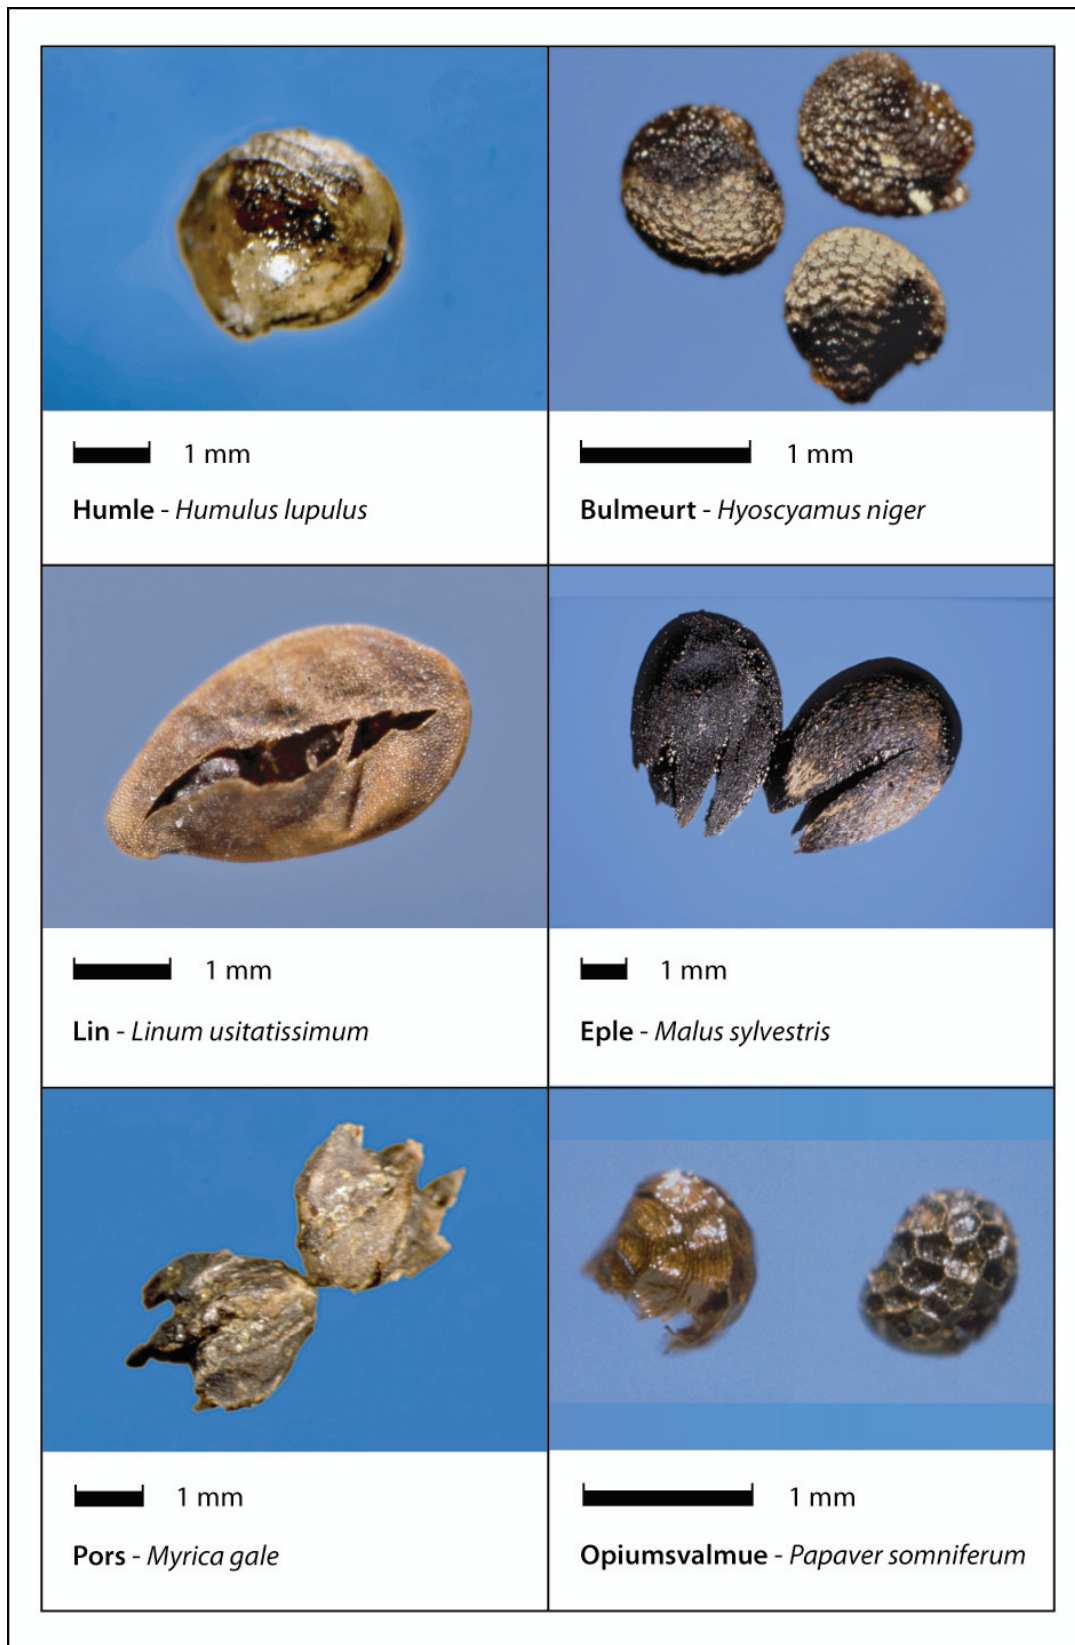 1 mm
Humle - Humulus lupulus
1 mm
Bulmeurt - Hyoscyamus niger
1 mm
Lin - Linum usitatissimum
1 mm
Eple - Malus sylvestris
1 mm
Pors - Myrica gale
1 mm
Opiumsvalmue - Papaver somniferum